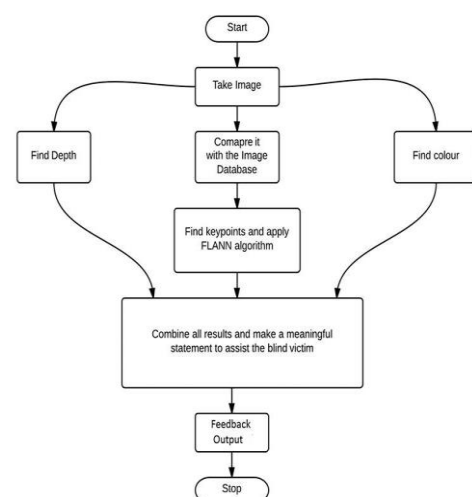 Start
Take Image
Find Depth
Comapre it
with the Image
Database
Find colour
Find keypoints and apply
FLANN algorithm
Combine all results and make a meaningful
statement to assist the blind victim
Feedback
Output
Stop